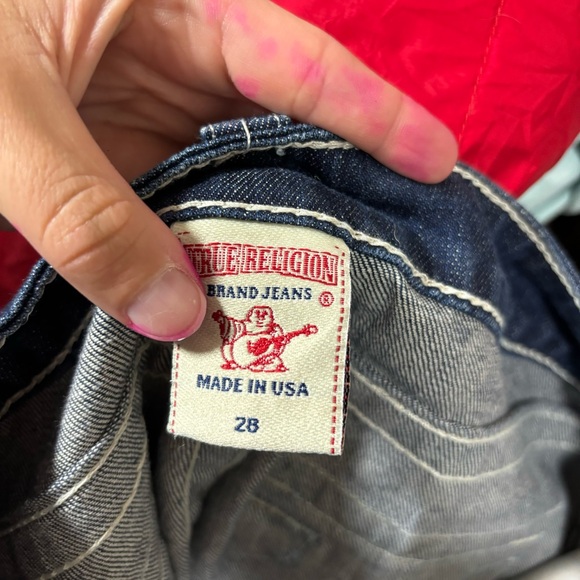 TRUE RELIGION
BRAND JEANS ®
MADE IN USA
28